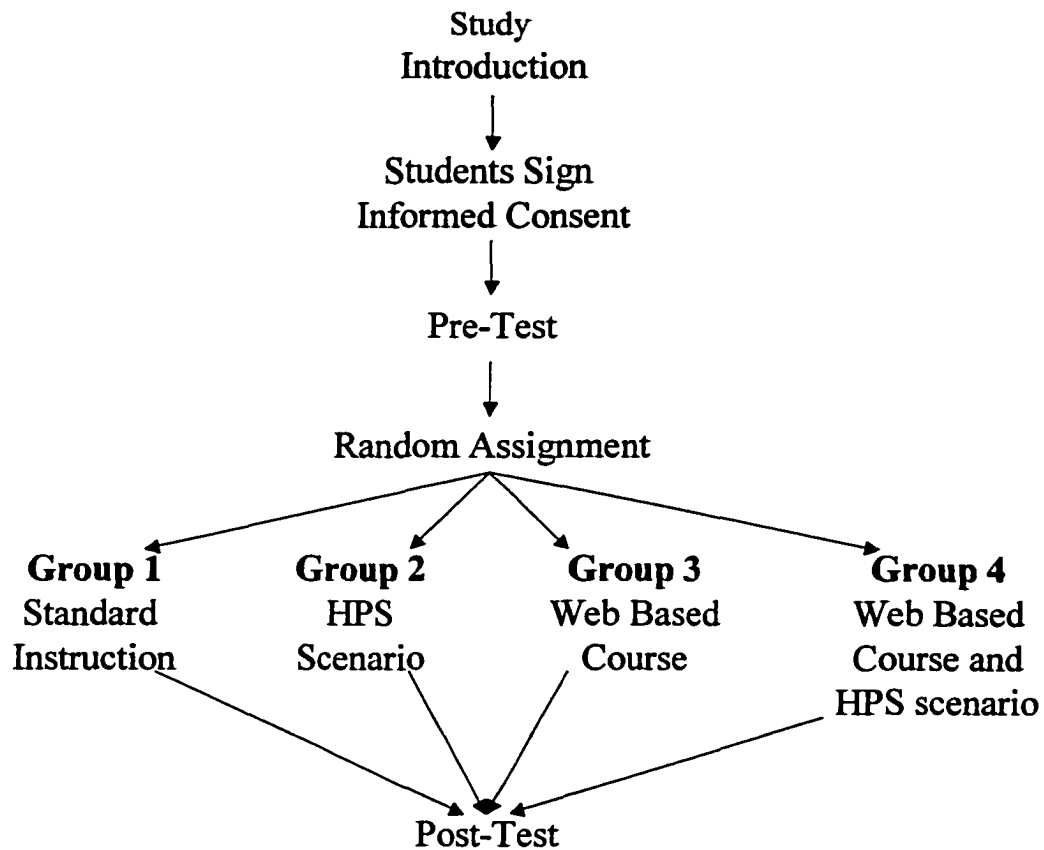 Study
Introduction
Students Sign
Informed Consent
Pre-Test
Random Assignment
Group 1
Standard
Instruction
Group 2
HPS
Scenario
Group 3
Web Based
Course
Group 4
Web Based
Course and
HPS scenario
Post-Test